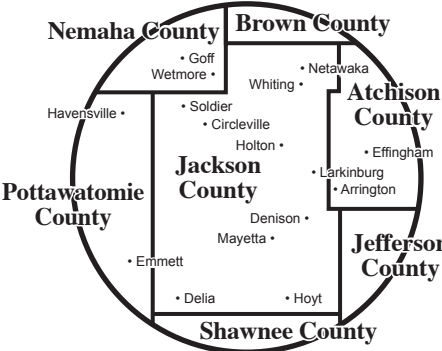 Nemaha County
Brown County
• Goff
Wetmore •
• Netawaka
Whiting •
Atchison
County
Havensville •
• Soldier
• Circleville
Holton •
• Effingham
Jackson
County
• Larkinburg
• Arrington
Pottawatomie
County
Denison •
Mayetta •
Jefferson
County
• Emmett
• Delia
• Hoyt
Shawnee County